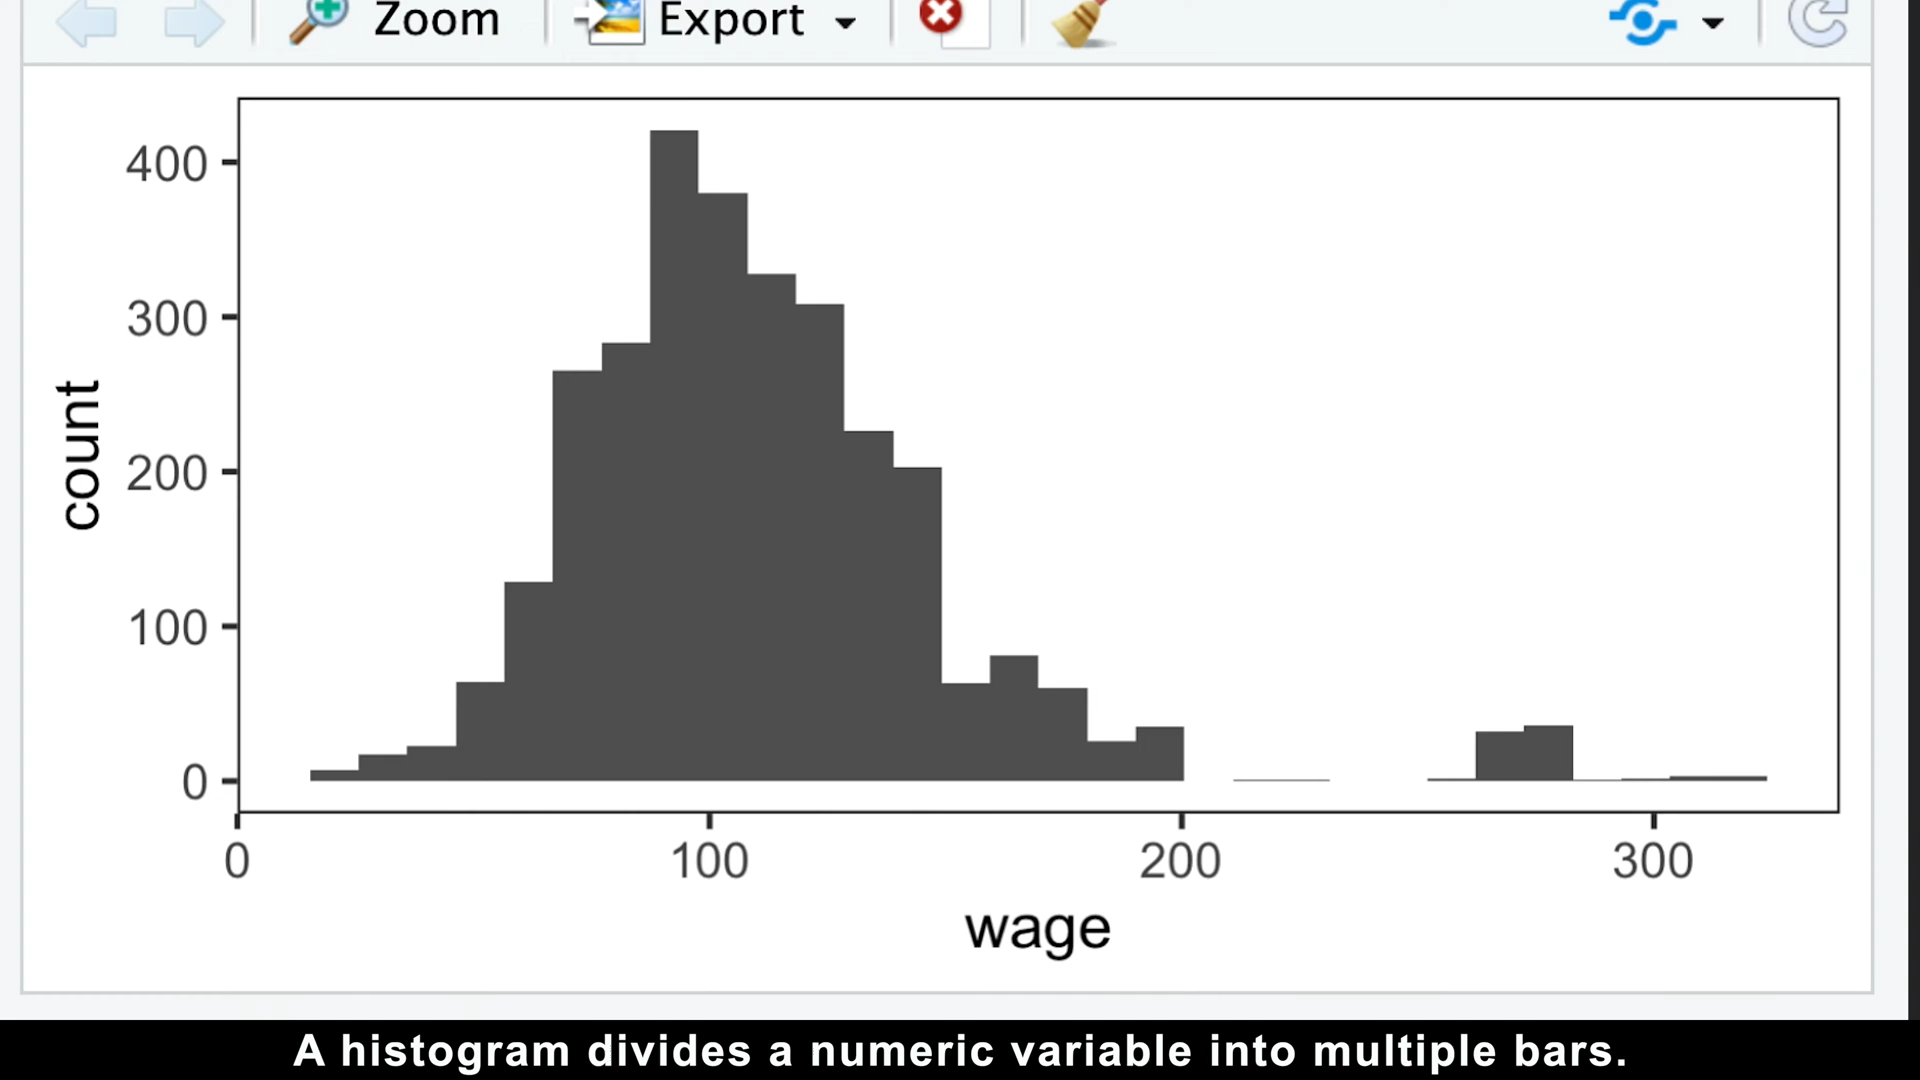 Zoom Export
400
300
200
100
0
count
0 100 200 300
wage
A histogram divides a numeric variable into multiple bars.